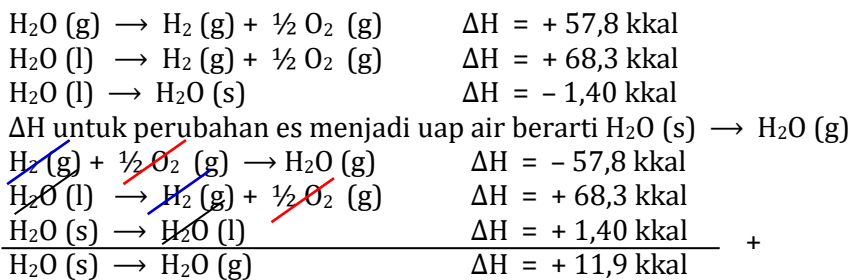 H₂O (g) → H₂ (g) + ½ O₂ (g) ΔH = + 57,8 kkal
H₂O (l) → H₂ (g) + ½ O₂ (g) ΔH = + 68,3 kkal
H₂O (l) → H₂O (s) ΔH = – 1,40 kkal
ΔH untuk perubahan es menjadi uap air berarti H₂O (s) → H₂O (g)
H₂ (g) + ½ O₂ (g) → H₂O (g) ΔH = – 57,8 kkal
H₂O (l) → H₂ (g) + ½ O₂ (g) ΔH = + 68,3 kkal
H₂O (s) → H₂O (l) ΔH = + 1,40 kkal +
H₂O (s) → H₂O (g) ΔH = + 11,9 kkal